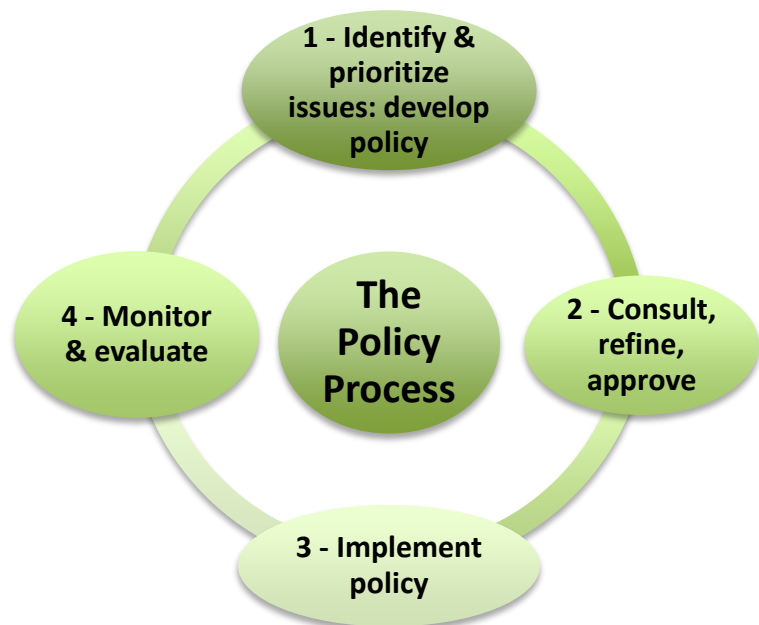 1 - Identify &
prioritize
issues: develop
policy
2 - Consult,
refine,
approve
3 - Implement
policy
4 - Monitor
& evaluate
The
Policy
Process